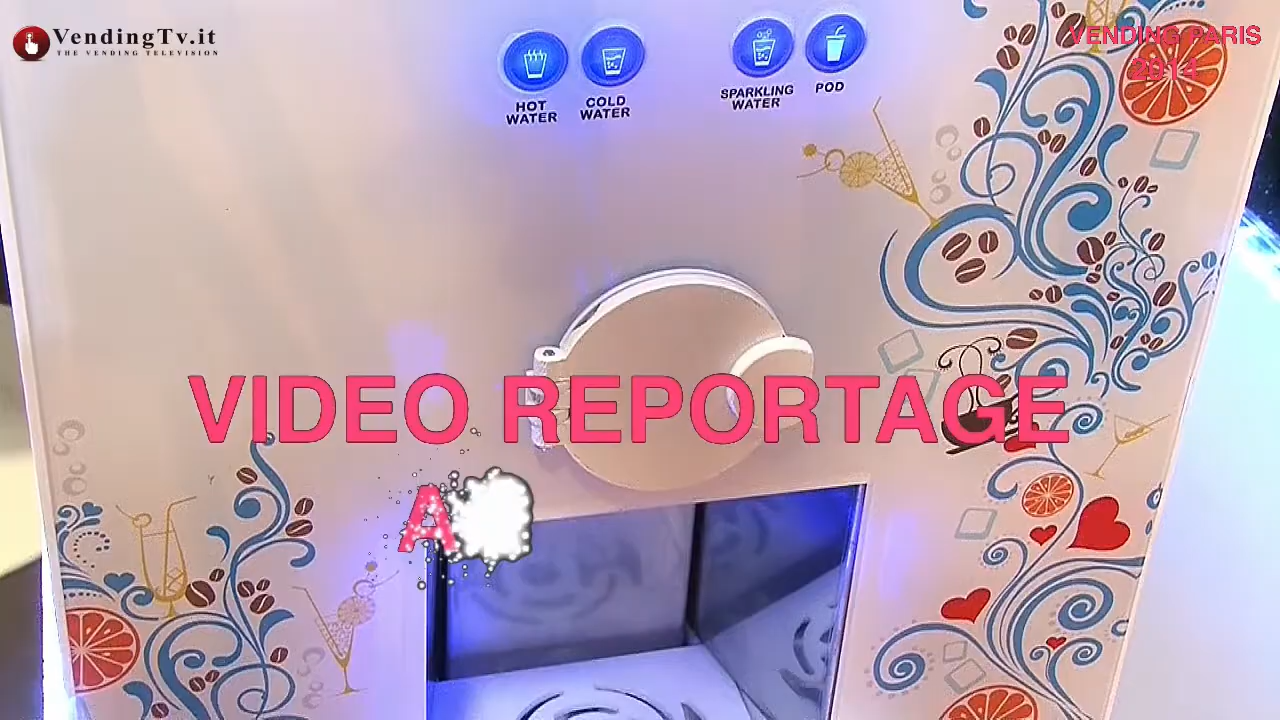 VendingTv.it
THE VENDING TELEVISION
VENDING PARIS
2014
HOT
WATER
COLD
WATER
SPARKLING
WATER
POD
VIDEO REPORTAGE
A